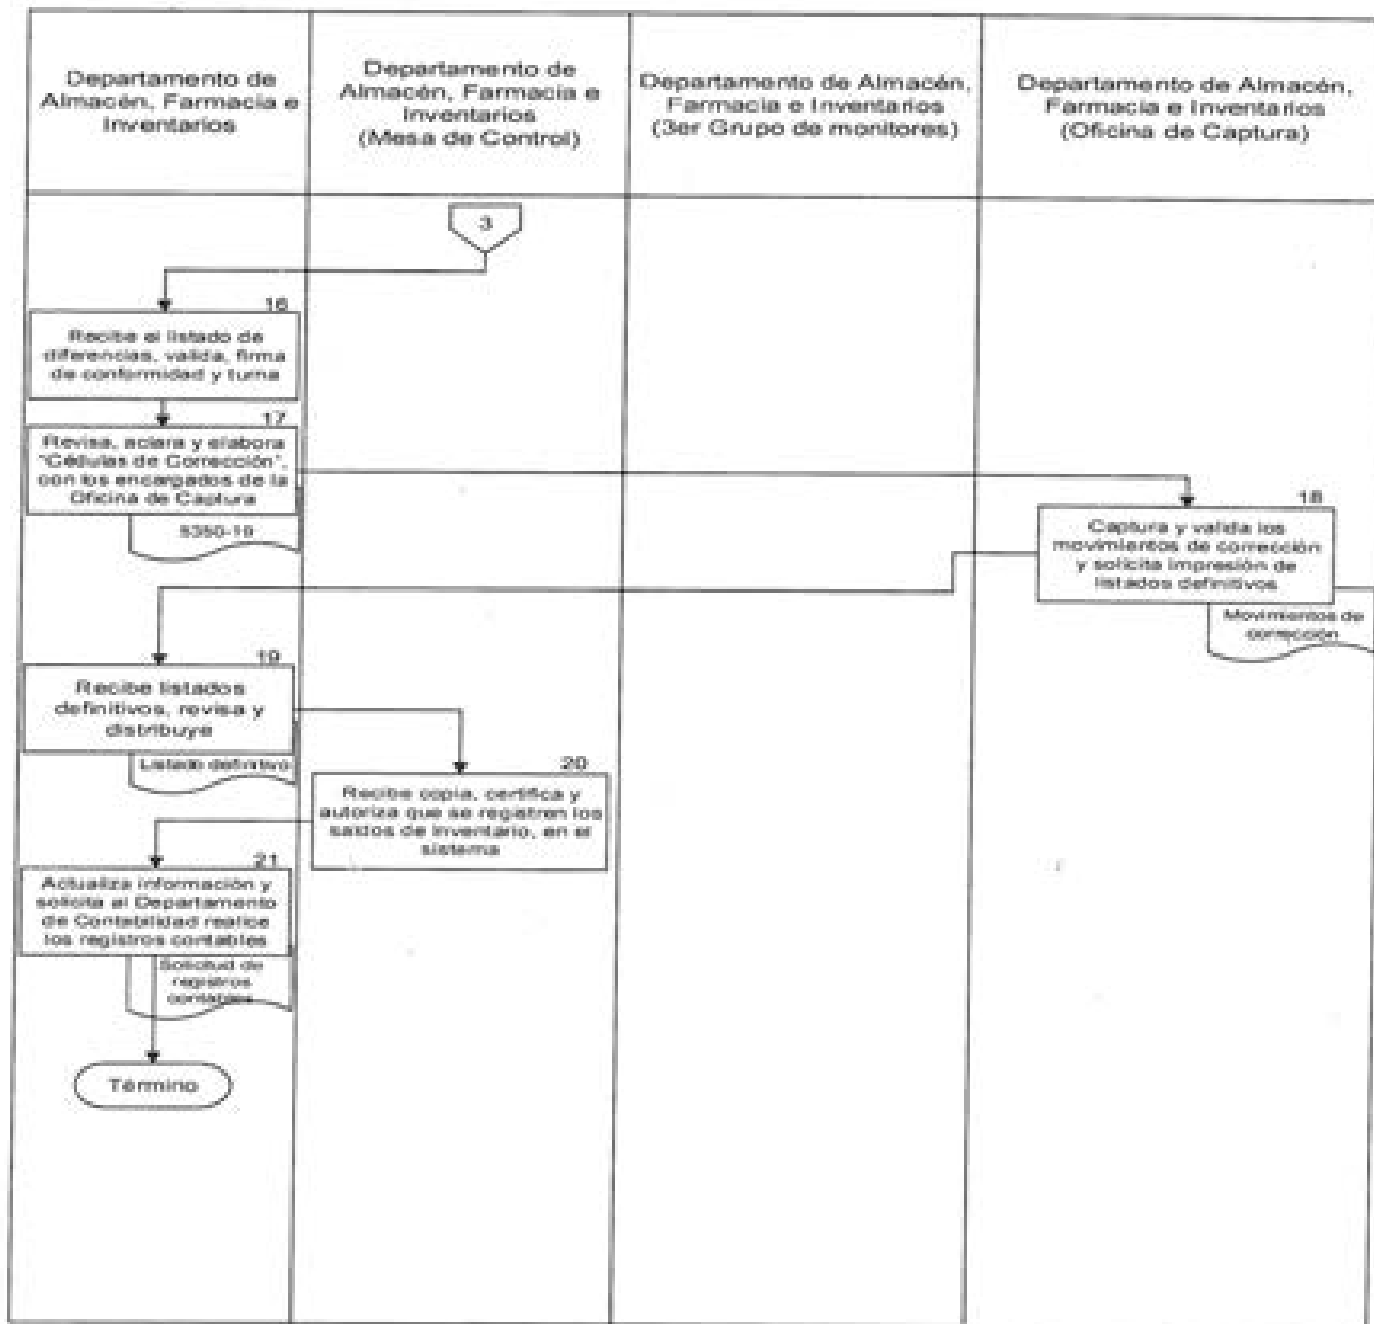 Departamento de
Almacén, Farmacia e
Inventarios
Departamento de
Almacén, Farmacia e
Inventarios
(Mesa de Control)
Departamento de Almacén,
Farmacia e Inventarios
(3er Grupo de monitores)
Departamento de Almacén,
Farmacia e Inventarios
(Oficina de Captura)
3
16
Recibe el listado de
diferencias, valida, firma
de conformidad y turna
17
Revisa, aclara y elabora
"Cédulas de Corrección",
con los encargados de la
Oficina de Captura
5350-19
18
Captura y valida los
movimientos de corrección
y solicita impresión de
listados definitivos
Movimientos de
corrección
19
Recibe listados
definitivos, revisa y
distribuye
Listado definitivo
20
Recibe copia, certifica y
autoriza que se registren los
saldos de inventario, en el
sistema
21
Actualiza información y
solicita al Departamento
de Contabilidad realice
los registros contables
Solicitud de
registros
contables
Término